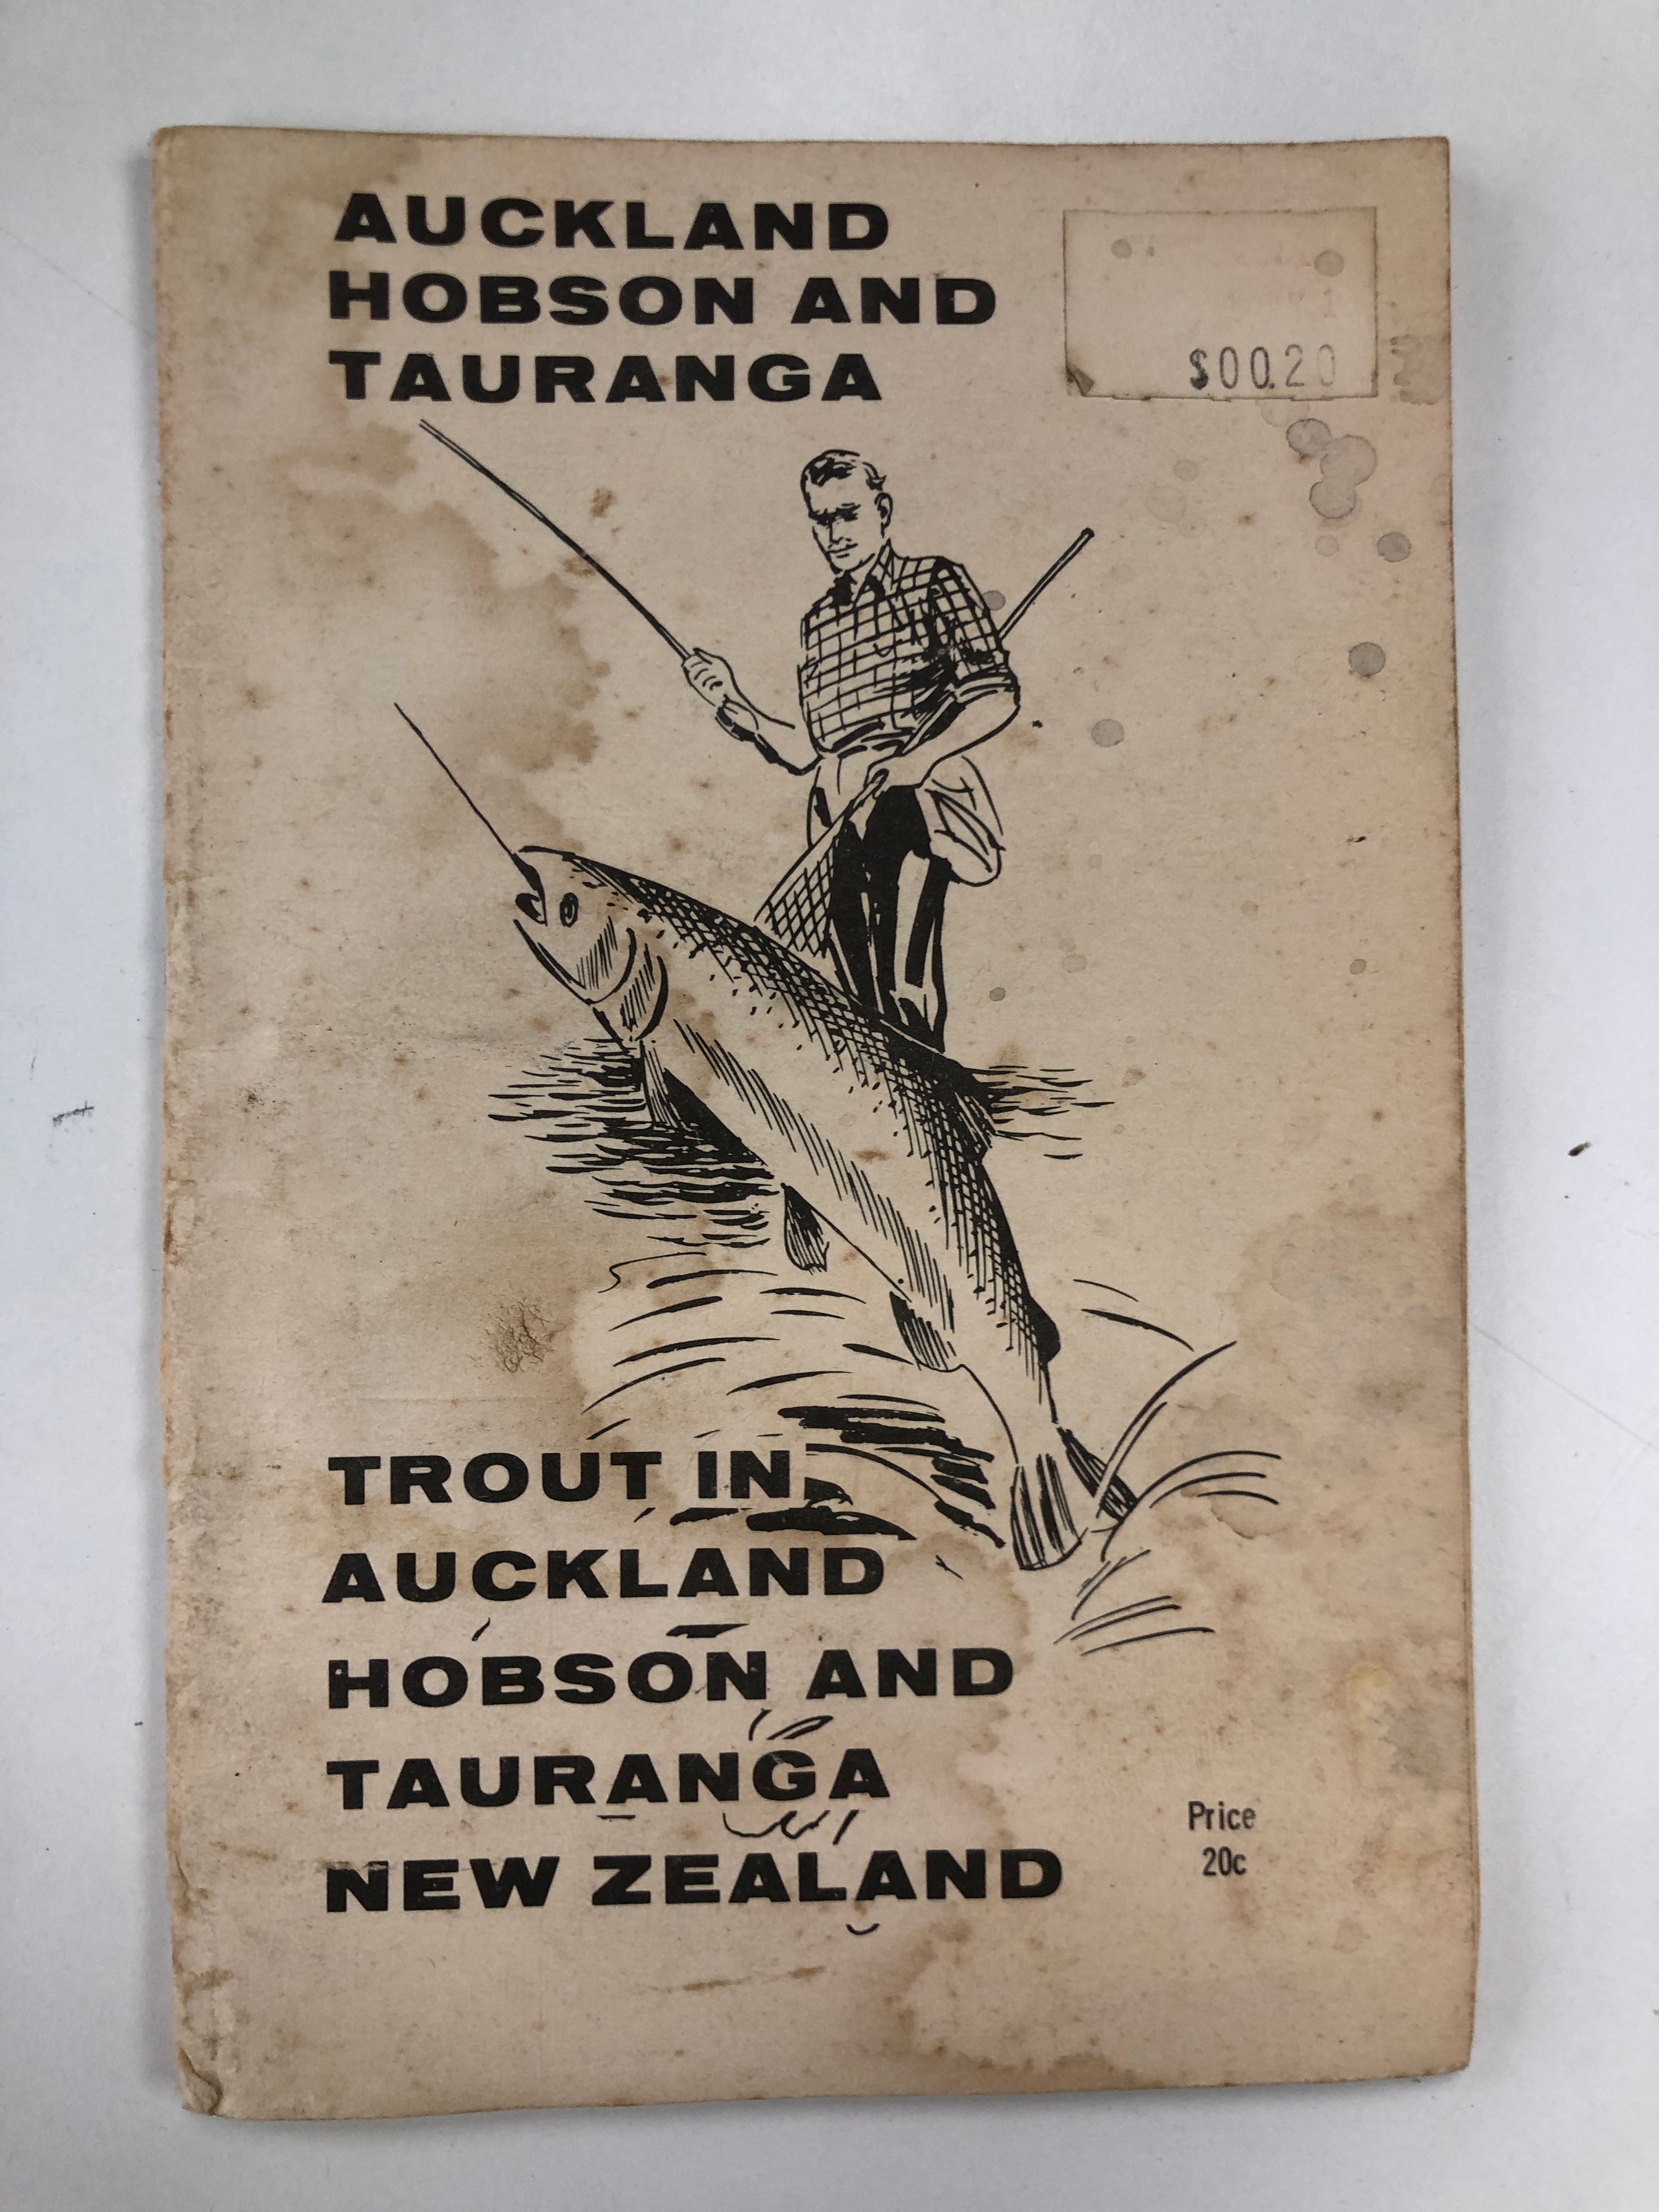 AUCKLAND
HOBSON AND
TAURANGA
$00.20
TROUT IN
AUCKLAND
HOBSON AND
TAURANGA
NEW ZEALAND
Price
20c